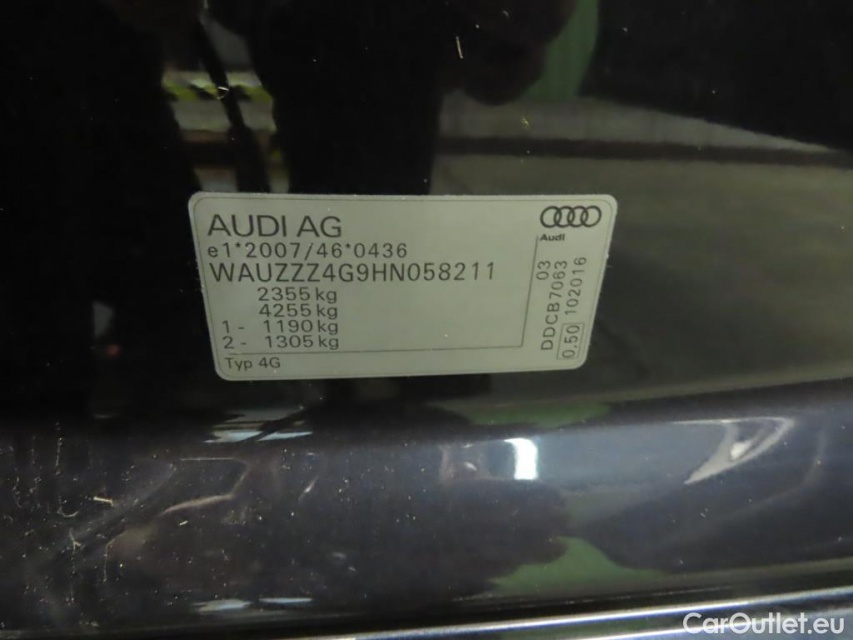 AUDI AG
Audi
e1*2007/46*0436
WAUZZZ4G9HN058211
2355 kg
4255 kg
1- 1190 kg
2- 1305 kg
Typ 4G
DDCB7063 03
0,50 102016
CarOutlet.eu